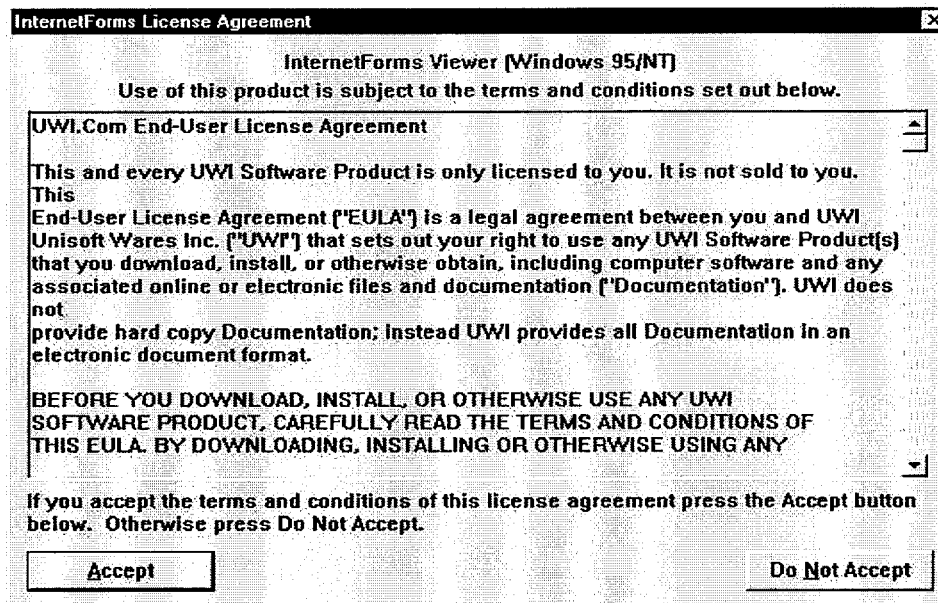 InternetForms License Agreement
InternetForms Viewer (Windows 95/NT)
Use of this product is subject to the terms and conditions set out below.
UWI.Com End-User License Agreement
This and every UWI Software Product is only licensed to you. It is not sold to you.
This
End-User License Agreement ("EULA") is a legal agreement between you and UWI
Unisoft Wares Inc. ("UWI") that sets out your right to use any UWI Software Product(s)
that you download, install, or otherwise obtain, including computer software and any
associated online or electronic files and documentation ("Documentation"). UWI does
not
provide hard copy Documentation; instead UWI provides all Documentation in an
electronic document format.
BEFORE YOU DOWNLOAD, INSTALL, OR OTHERWISE USE ANY UWI
SOFTWARE PRODUCT, CAREFULLY READ THE TERMS AND CONDITIONS OF
THIS EULA. BY DOWNLOADING, INSTALLING OR OTHERWISE USING ANY
If you accept the terms and conditions of this license agreement press the Accept button
below. Otherwise press Do Not Accept.
Accept
Do Not Accept